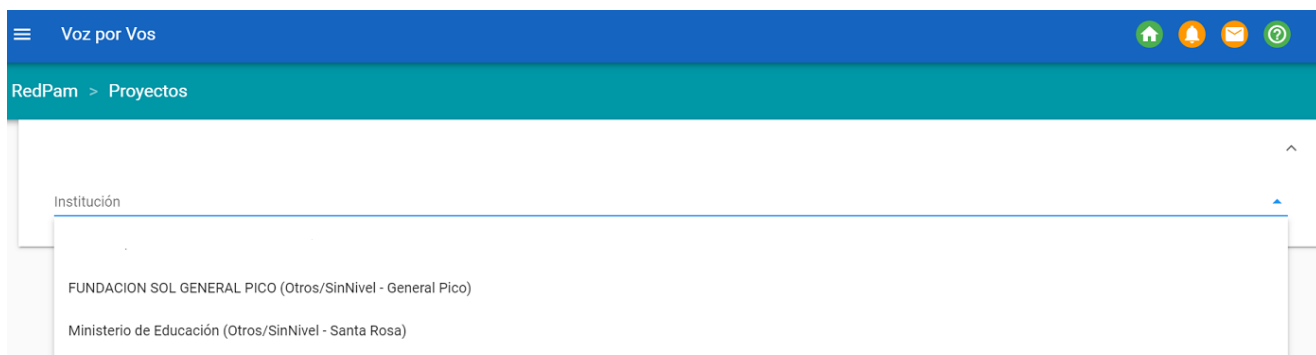 Voz por Vos
RedPam > Proyectos
Institución
FUNDACION SOL GENERAL PICO (Otros/SinNivel - General Pico)
Ministerio de Educación (Otros/SinNivel - Santa Rosa)